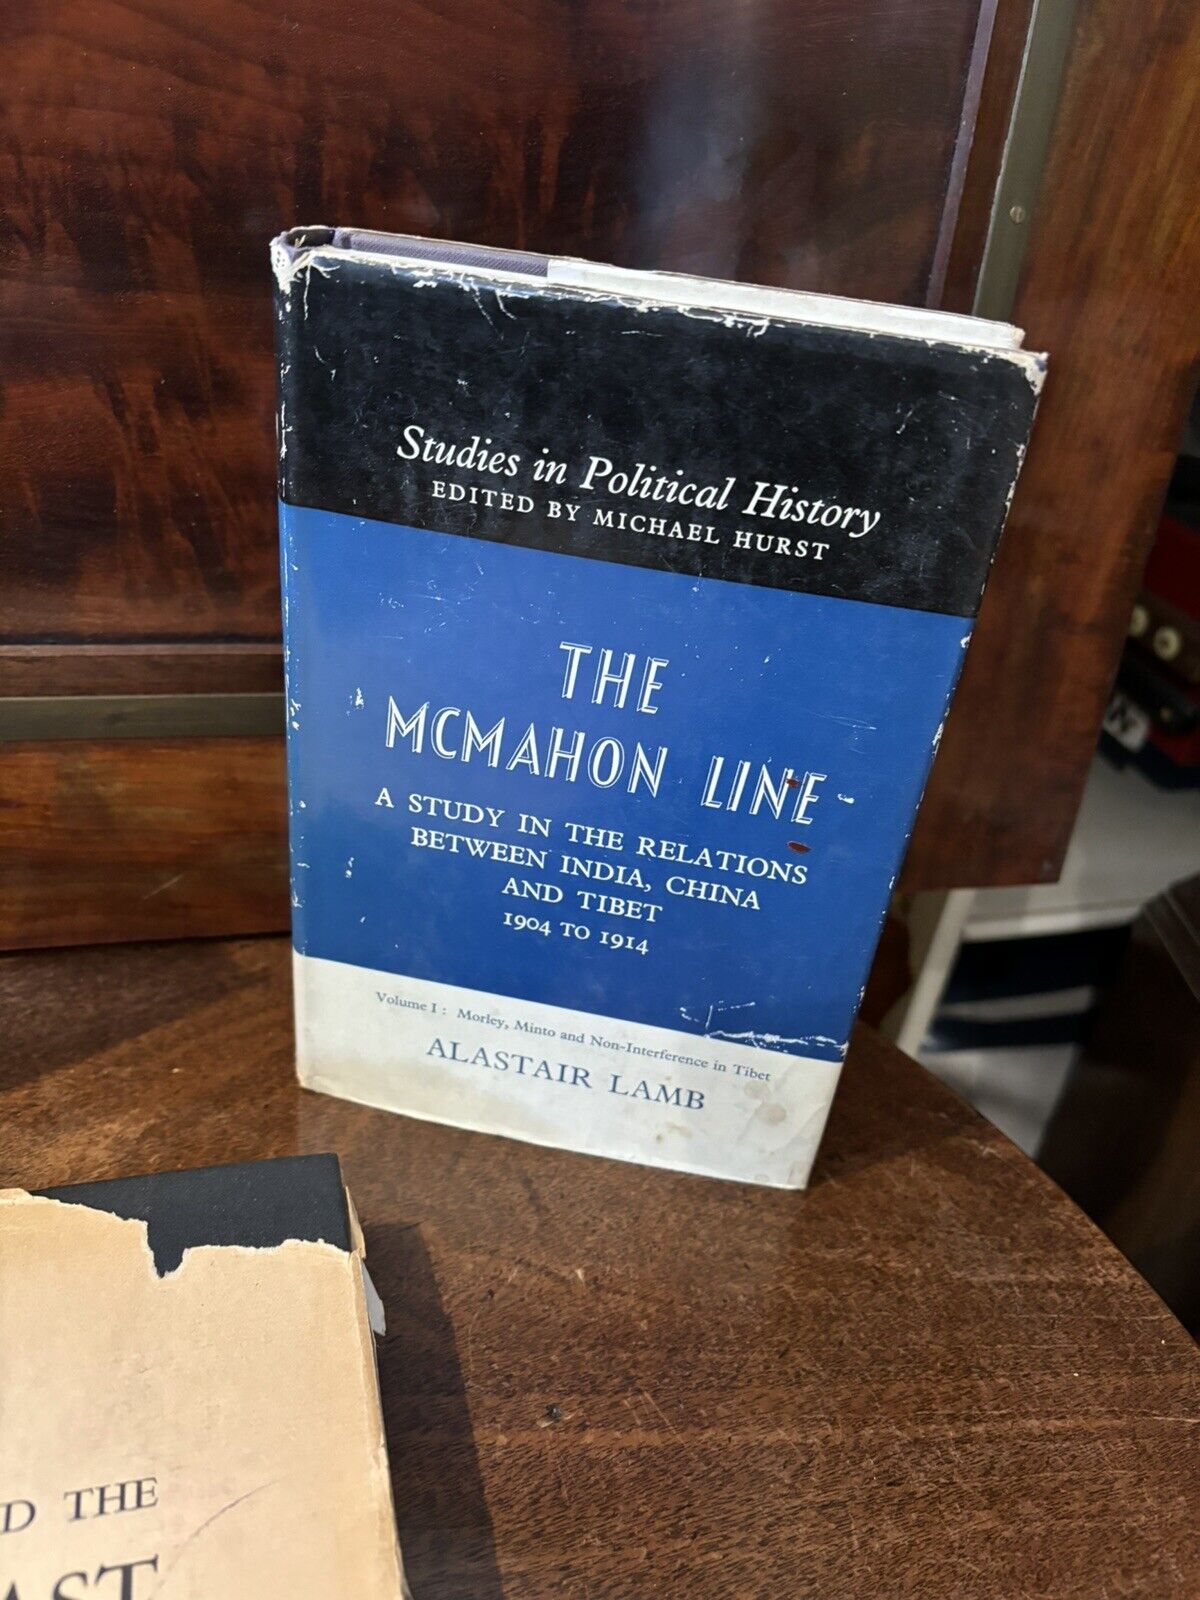 Studies in Political History
EDITED BY MICHAEL HURST
THE
MCMAHON LINE
A STUDY IN THE RELATIONS
BETWEEN INDIA, CHINA
AND TIBET
1904 TO 1914
Volume I : Morley, Minto and Non-Interference in Tibet
ALASTAIR LAMB
D THE
AST